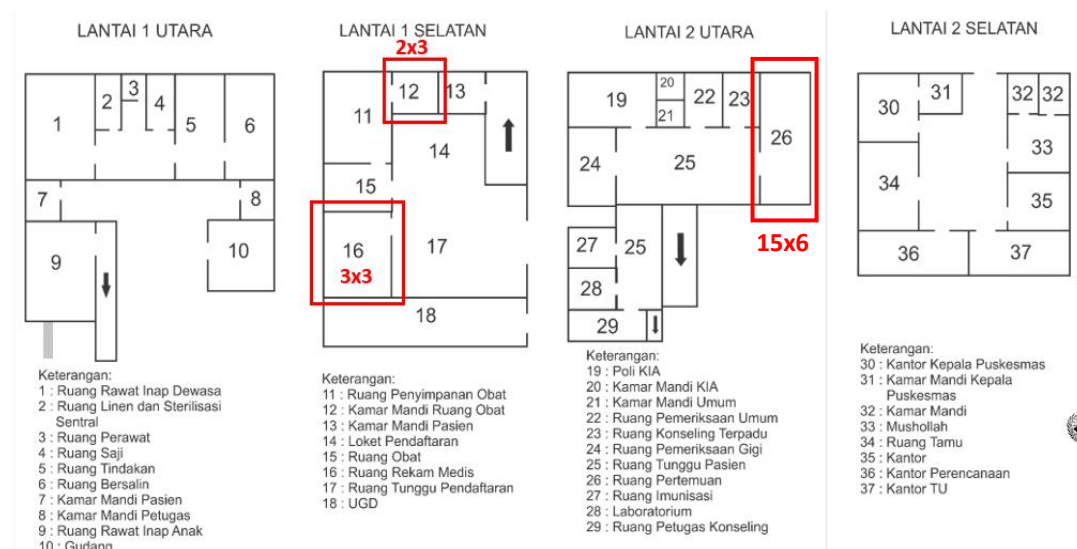 LANTAI 1 UTARA
1
2
3
4
5
6
7
8
9
10
Keterangan:
1 : Ruang Rawat Inap Dewasa
2 : Ruang Linen dan Sterilisasi
Sentral
3 : Ruang Perawat
4 : Ruang Saji
5 : Ruang Tindakan
6 : Ruang Bersalin
7 : Kamar Mandi Pasien
8 : Kamar Mandi Petugas
9 : Ruang Rawat Inap Anak
10 : Gudang
LANTAI 1 SELATAN
2x3
11
12
13
14
15
16
3x3
17
18
Keterangan:
11 : Ruang Penyimpanan Obat
12 : Kamar Mandi Ruang Obat
13 : Kamar Mandi Pasien
14 : Loket Pendaftaran
15 : Ruang Obat
16 : Ruang Rekam Medis
17 : Ruang Tunggu Pendaftaran
18 : UGD
LANTAI 2 UTARA
19
20
21
22
23
24
25
26
15x6
27
25
28
29
Keterangan:
19 : Poli KIA
20 : Kamar Mandi KIA
21 : Kamar Mandi Umum
22 : Ruang Pemeriksaan Umum
23 : Ruang Konseling Terpadu
24 : Ruang Pemeriksaan Gigi
25 : Ruang Tunggu Pasien
26 : Ruang Pertemuan
27 : Ruang Imunisasi
28 : Laboratorium
29 : Ruang Petugas Konseling
LANTAI 2 SELATAN
30
31
32 32
33
34
35
36
37
Keterangan:
30 : Kantor Kepala Puskesmas
31 : Kamar Mandi Kepala
Puskesmas
32 : Kamar Mandi
33 : Mushollah
34 : Ruang Tamu
35 : Kantor
36 : Kantor Perencanaan
37 : Kantor TU